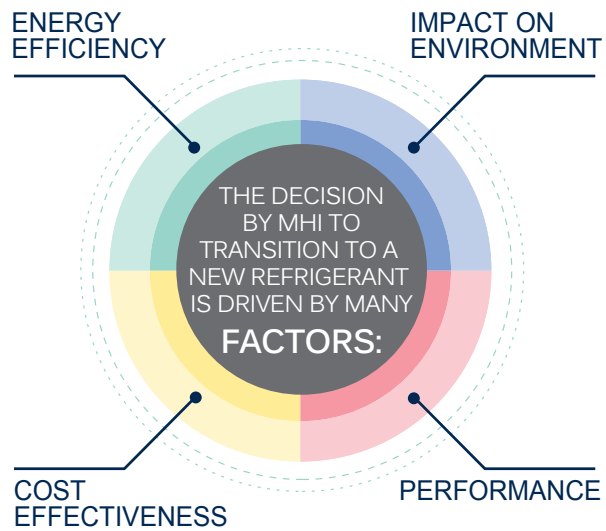 ENERGY
EFFICIENCY
IMPACT ON
ENVIRONMENT
THE DECISION
BY MHI TO
TRANSITION TO A
NEW REFRIGERANT
IS DRIVEN BY MANY
FACTORS:
COST
EFFECTIVENESS
PERFORMANCE